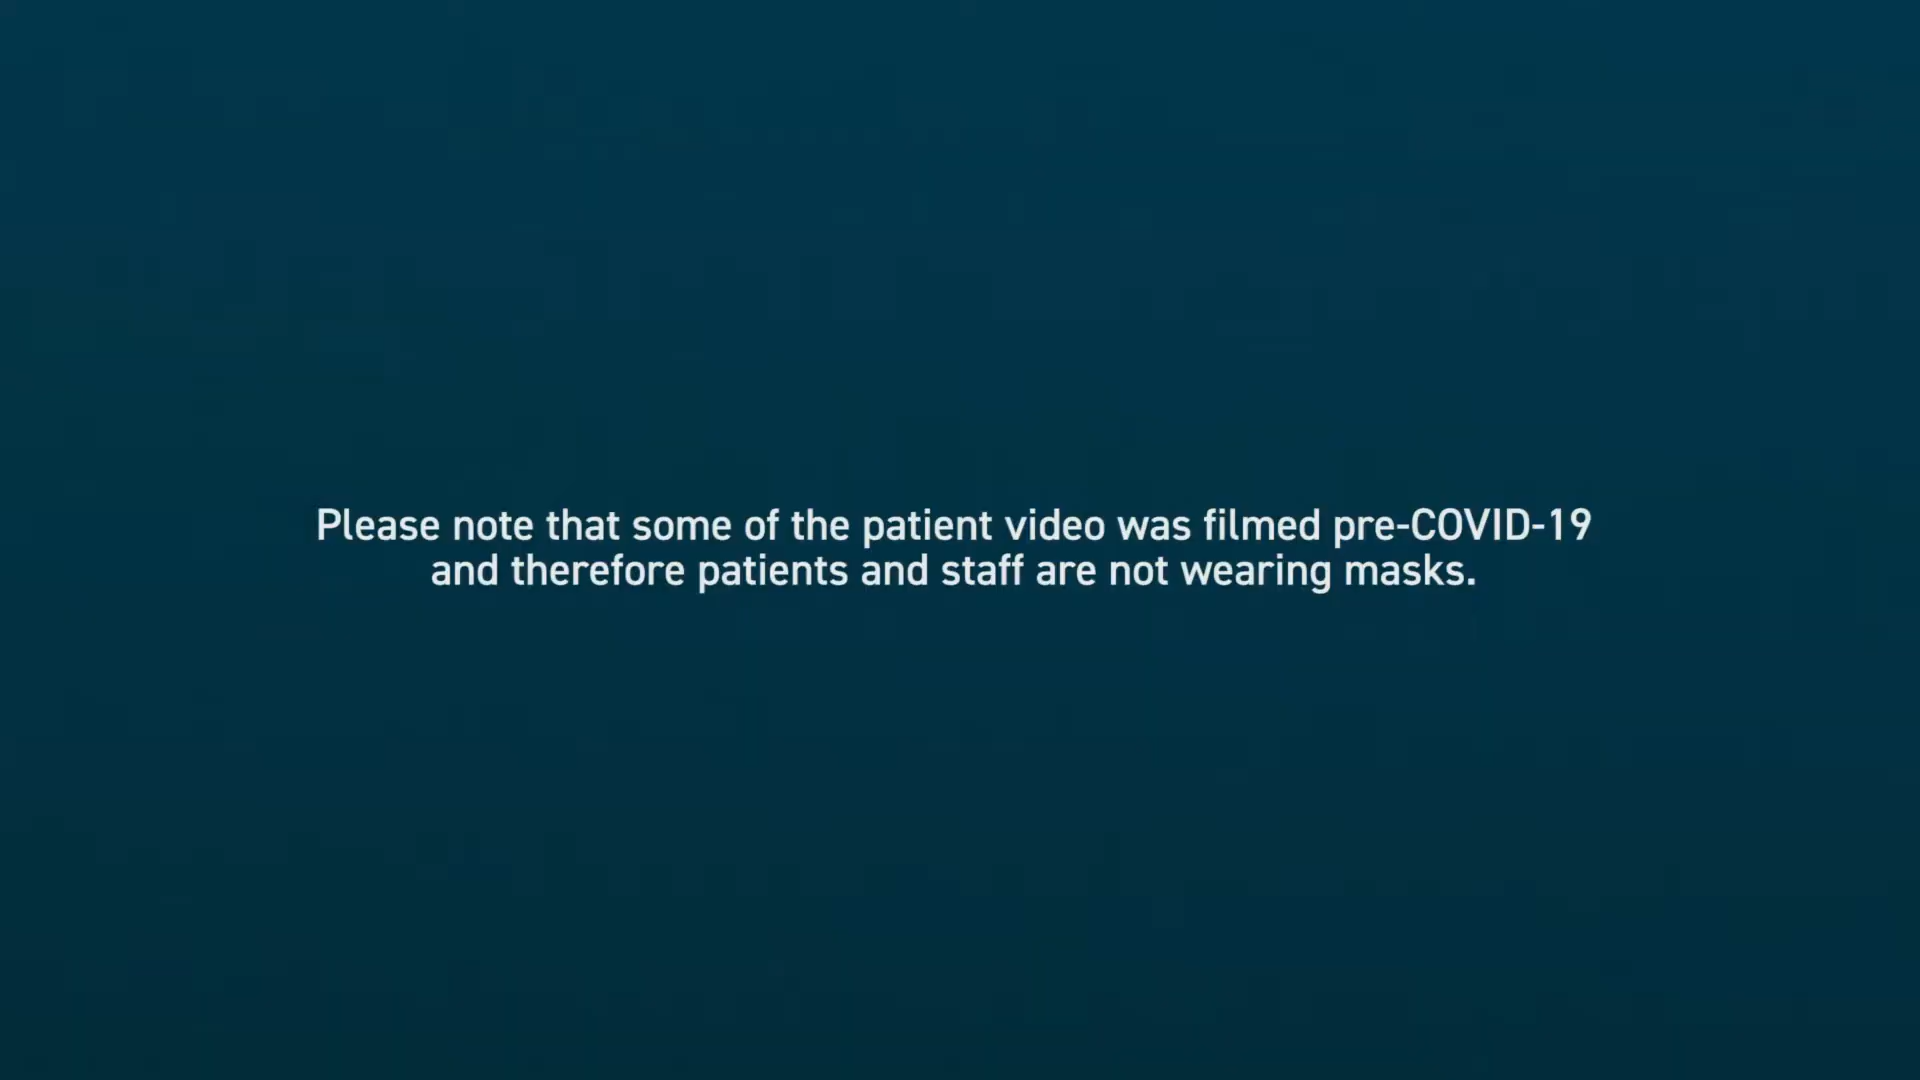 Please note that some of the patient video was filmed pre-COVID-19
and therefore patients and staff are not wearing masks.